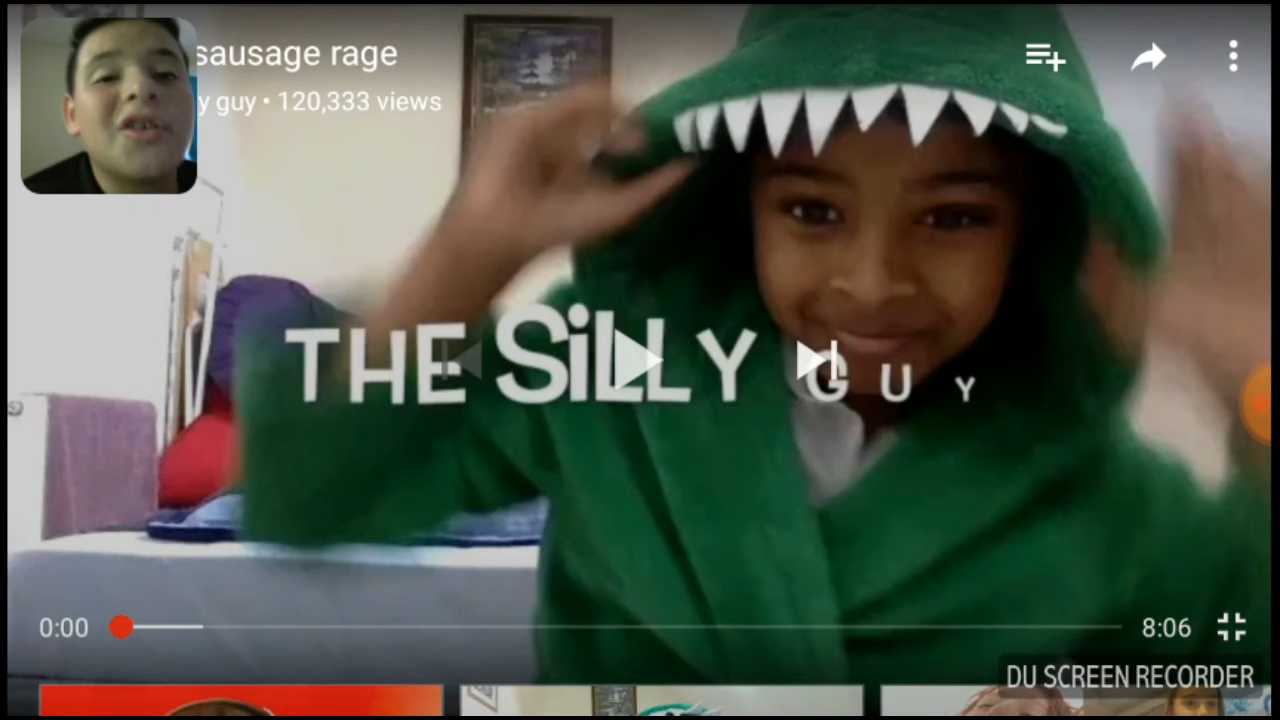 sausage rage
y guy • 120,333 views
THE SiLLY GUY
0:00
8:06
DU SCREEN RECORDER